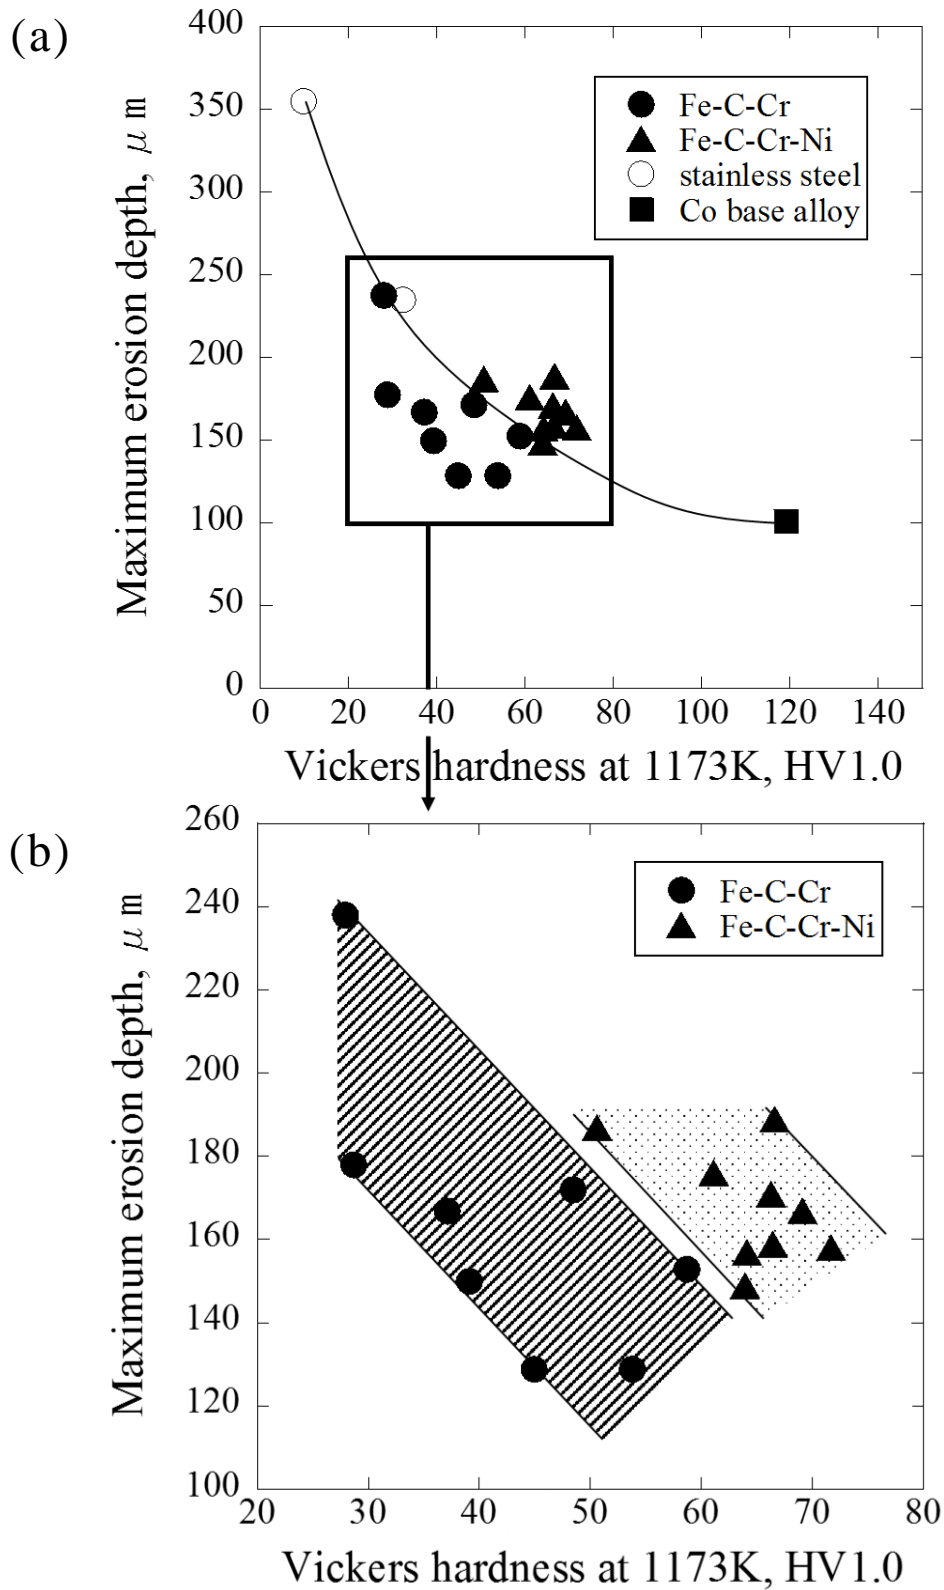 (a)
400
350
300
250
200
150
100
50
0
Maximum erosion depth, μm
Fe-C-Cr
Fe-C-Cr-Ni
stainless steel
Co base alloy
0 20 40 60 80 100 120 140
Vickers hardness at 1173K, HV1.0
(b)
260
240
220
200
180
160
140
120
100
Maximum erosion depth, μm
Fe-C-Cr
Fe-C-Cr-Ni
20 30 40 50 60 70 80
Vickers hardness at 1173K, HV1.0